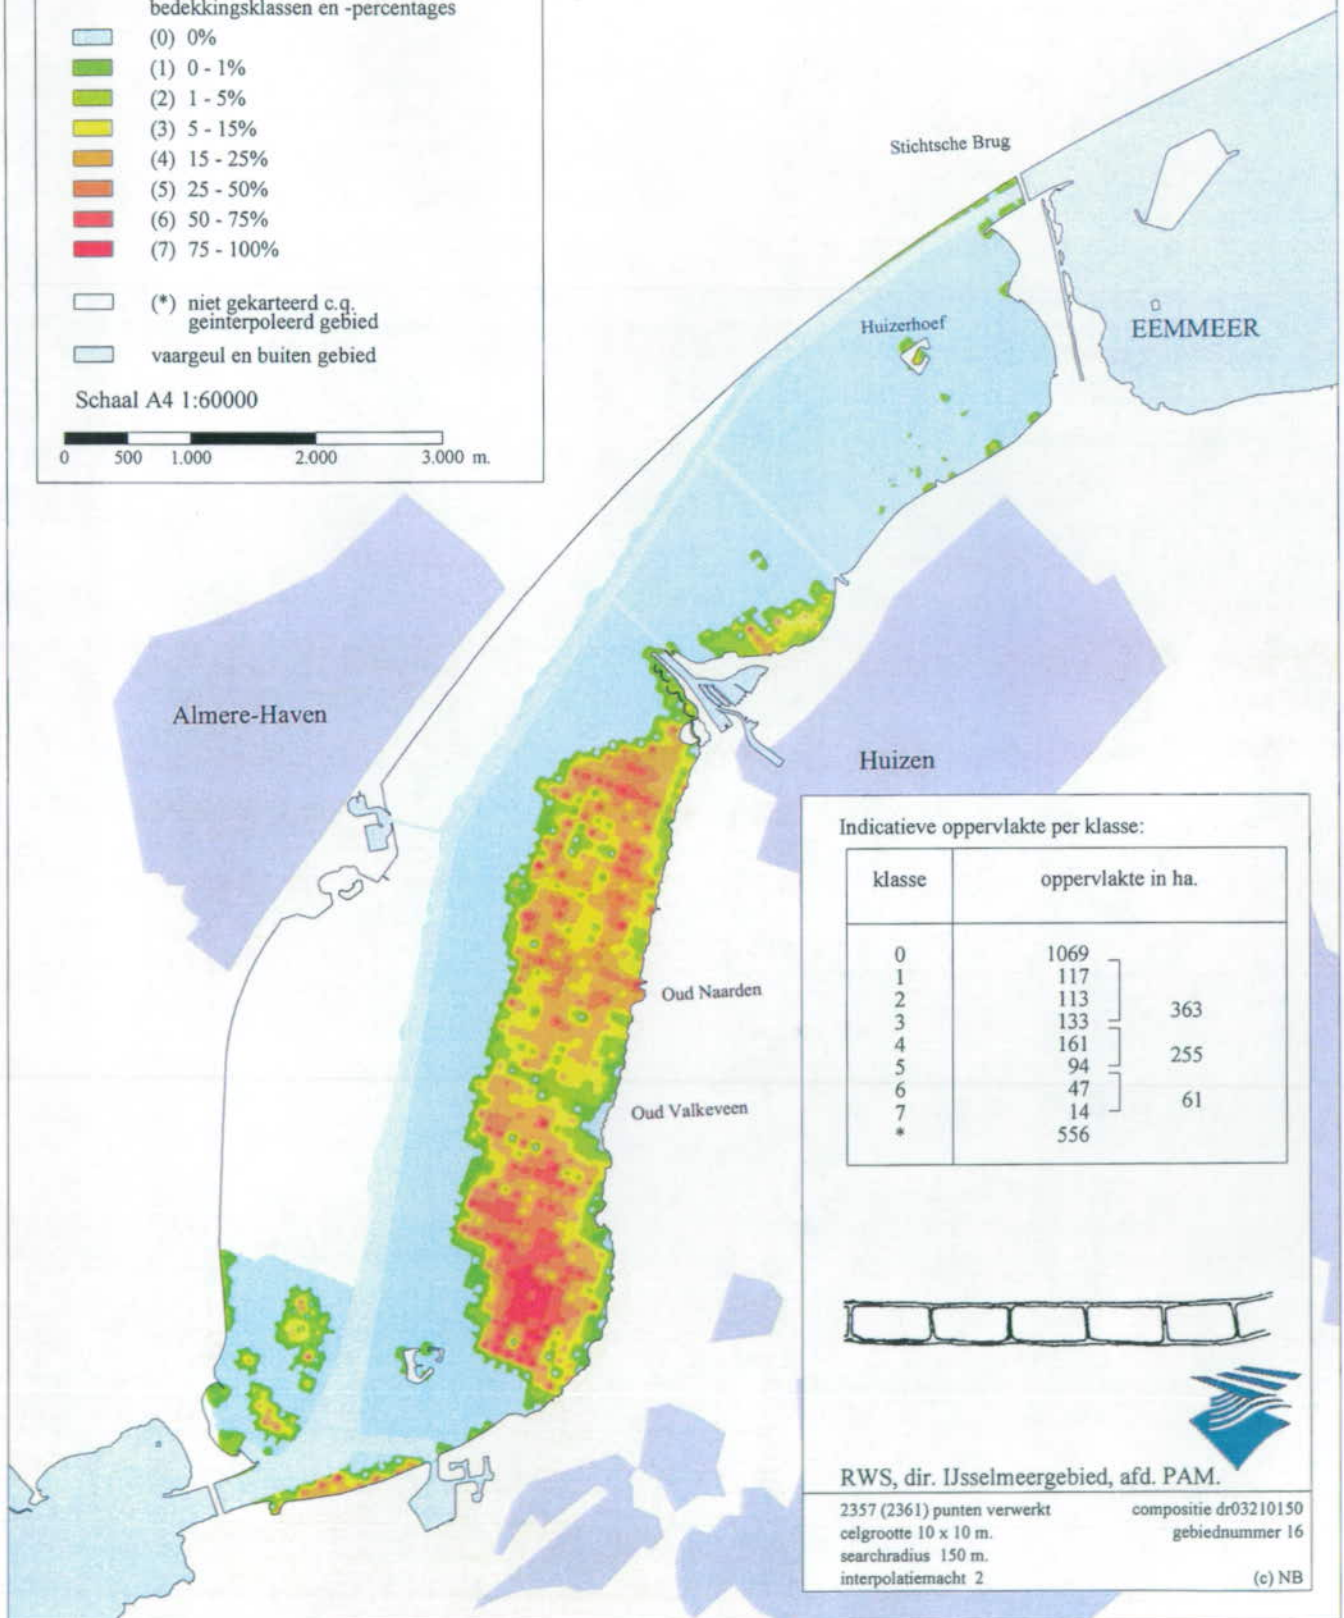 bedekkingsklassen en -percentages
(0) 0%
(1) 0 - 1%
(2) 1 - 5%
(3) 5 - 15%
(4) 15 - 25%
(5) 25 - 50%
(6) 50 - 75%
(7) 75 - 100%
(*) niet gekarteerd c.q.
geinterpoleerd gebied
vaargeul en buiten gebied
Schaal A4 1:60000
0 500 1.000 2.000 3.000 m.
Stichtsche Brug
Huizerhoef
EEMMEER
Almere-Haven
Huizen
Oud Naarden
Oud Valkeveen
Indicatieve oppervlakte per klasse:
klasse oppervlakte in ha.
0 1069
1 117
2 113
3 133
363
4 161
5 94
255
6 47
7 14
61
* 556
RWS, dir. IJsselmeergebied, afd. PAM.
2357 (2361) punten verwerkt compositie dr03210150
celgrootte 10 x 10 m. gebiednummer 16
searchradius 150 m.
interpolatiemacht 2 (c) NB